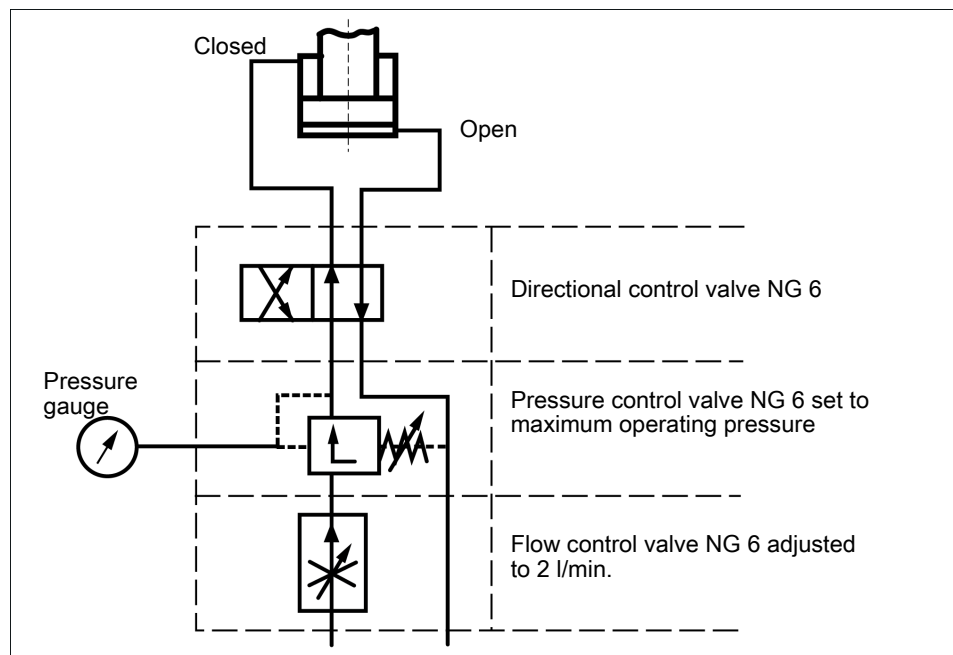 Closed
Open
Directional control valve NG 6
Pressure
gauge
Pressure control valve NG 6 set to
maximum operating pressure
Flow control valve NG 6 adjusted
to 2 l/min.